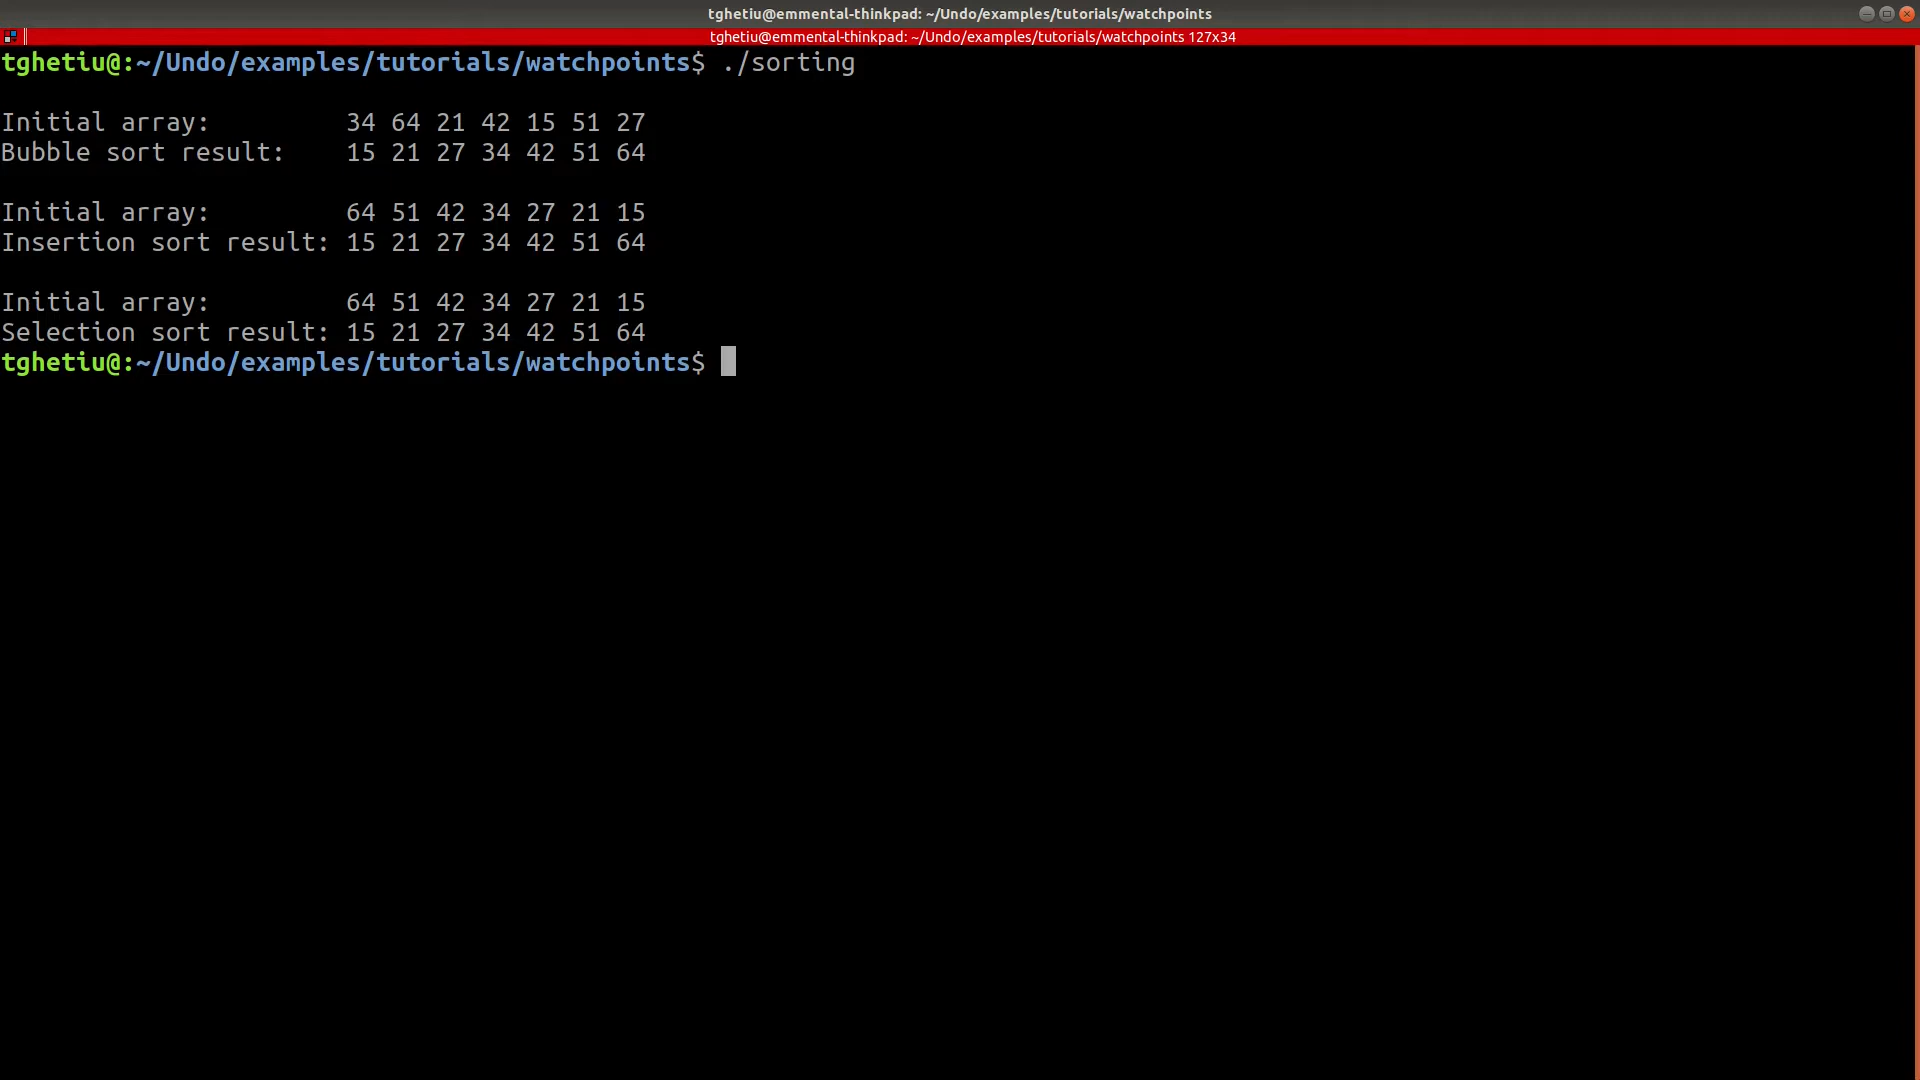 tghetiu@emmental-thinkpad: ~/Undo/examples/tutorials/watchpoints
tghetiu@emmental-thinkpad: ~/Undo/examples/tutorials/watchpoints 127x34
tghetiu@:~/Undo/examples/tutorials/watchpoints$ ./sorting
Initial array: 34 64 21 42 15 51 27
Bubble sort result: 15 21 27 34 42 51 64
Initial array: 64 51 42 34 27 21 15
Insertion sort result: 15 21 27 34 42 51 64
Initial array: 64 51 42 34 27 21 15
Selection sort result: 15 21 27 34 42 51 64
tghetiu@:~/Undo/examples/tutorials/watchpoints$